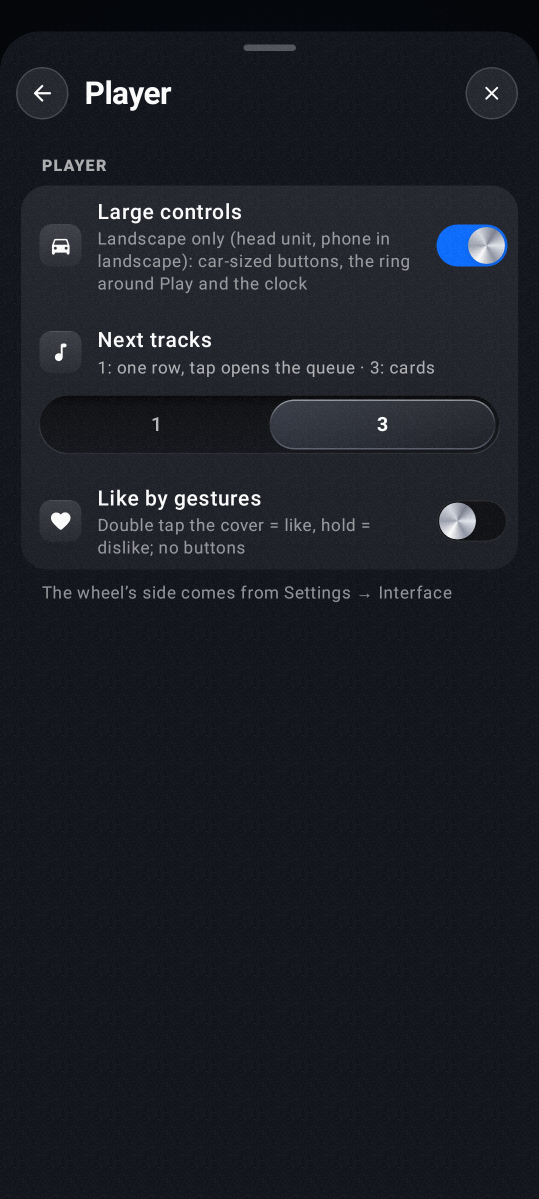 Player
PLAYER
Large controls
Landscape only (head unit, phone in
landscape): car-sized buttons, the ring
around Play and the clock
Next tracks
1: one row, tap opens the queue · 3: cards
1
3
Like by gestures
Double tap the cover = like, hold =
dislike; no buttons
The wheel’s side comes from Settings → Interface